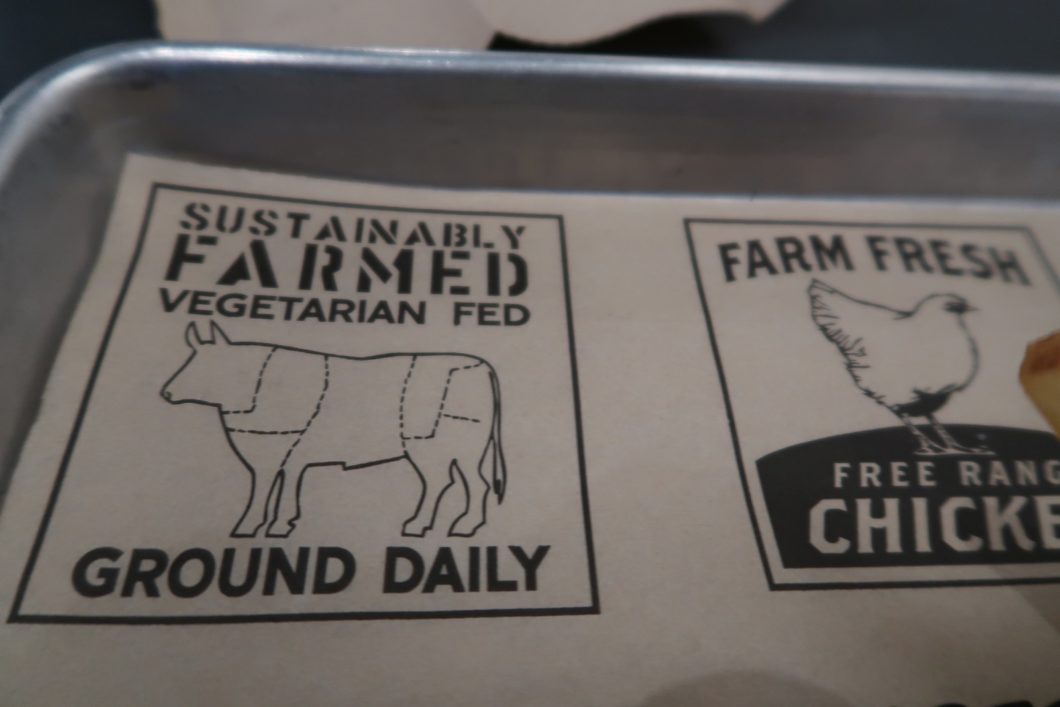 SUSTAINABLY
FARMED
VEGETARIAN FED
GROUND DAILY
FARM FRESH
FREE RANG
CHICKE